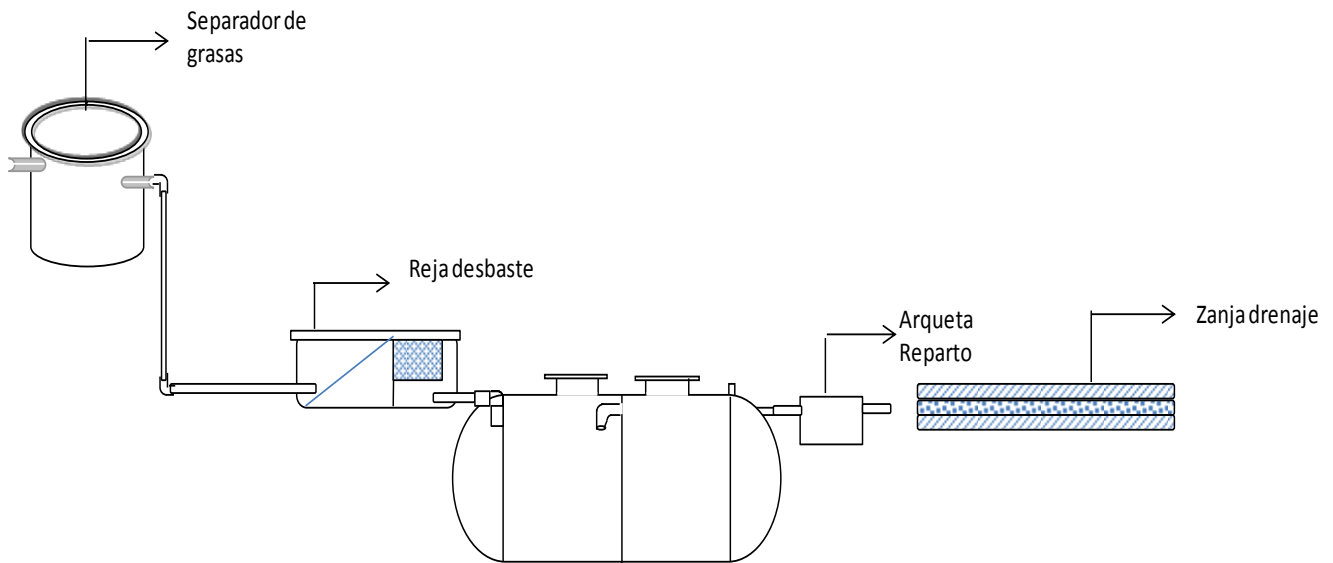 Separador de
grasas
Reja desbaste
Arqueta
Reparto
Zanja drenaje